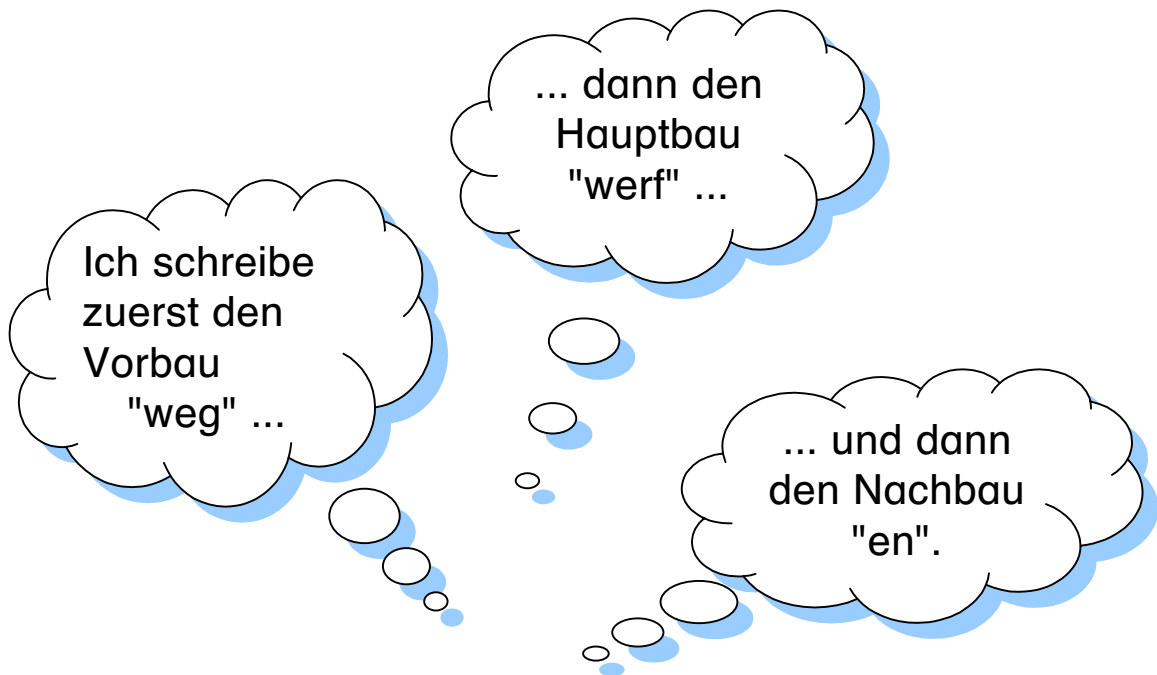 Ich schreibe
zuerst den
Vorbau
"weg" ...
... dann den
Hauptbau
"werf" ...
... und dann
den Nachbau
"en".